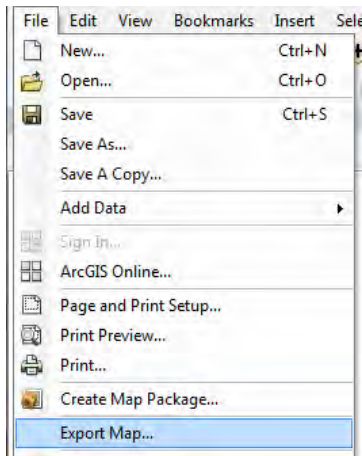 File Edit View Bookmarks Insert
New... Ctrl+N
Open... Ctrl+O
Save Ctrl+S
Save As...
Save A Copy...
Add Data
Sign In...
ArcGIS Online...
Page and Print Setup...
Print Preview...
Print...
Create Map Package...
Export Map...